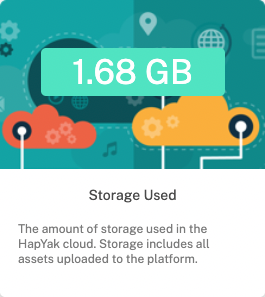 1.68 GB
Storage Used
The amount of storage used in the
HapYak cloud. Storage includes all
assets uploaded to the platform.